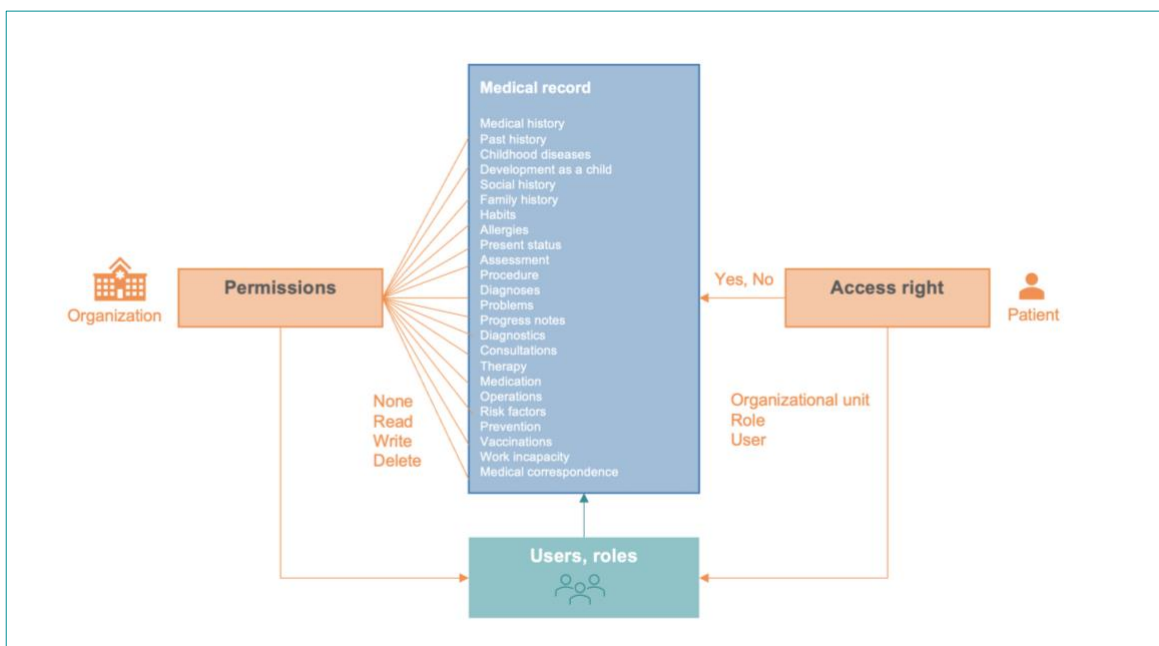 Medical record
Medical history
Past history
Childhood diseases
Development as a child
Social history
Family history
Habits
Allergies
Present status
Assessment
Procedure
Diagnoses
Problems
Progress notes
Diagnostics
Consultations
Therapy
Medication
Operations
Risk factors
Prevention
Vaccinations
Work incapacity
Medical correspondence
Organization
Permissions
None
Read
Write
Delete
Yes, No
Access right
Patient
Organizational unit
Role
User
Users, roles